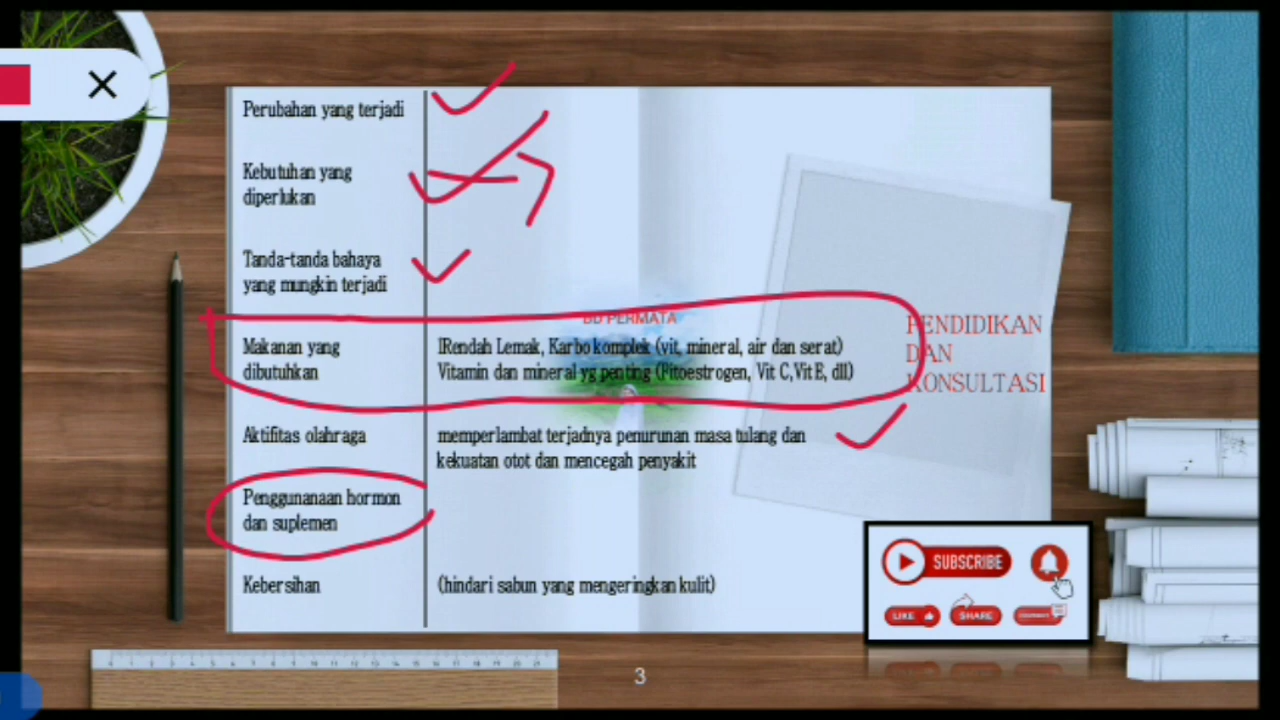 Perubahan yang terjadi
Kebutuhan yang
diperlukan
Tanda-tanda bahaya
yang mungkin terjadi
BD PERMATA
Makanan yang
dibutuhkan
lRendah Lemak, Karbo komplek (vit, mineral, air dan serat)
Vitamin dan mineral yg penting (Fitoestrogen, Vit C,Vit E, dll)
PENDIDIKAN
DAN
KONSULTASI
Aktifitas olahraga
memperlambat terjadnya penurunan masa tulang dan
kekuatan otot dan mencegah penyakit
Penggunanaan hormon
dan suplemen
Kebersihan
(hindari sabun yang mengeringkan kulit)
SUBSCRIBE
LIKE
SHARE
3